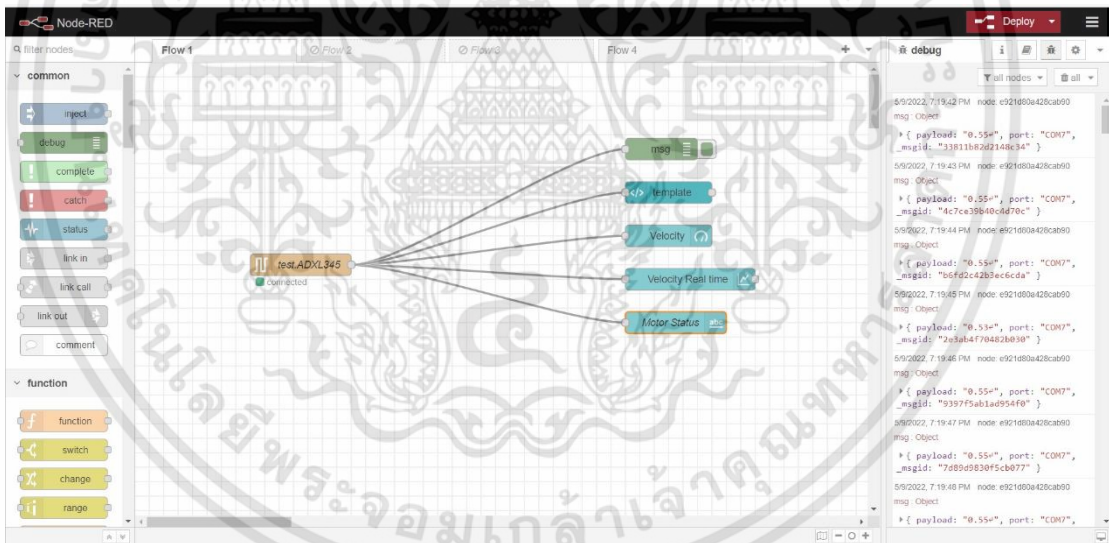 Node-RED
Deploy
filter nodes
Flow 1
Flow 2
Flow 3
Flow 4
debug
i
all nodes
all
common
inject
debug
complete
catch
status
link in
link call
link out
comment
function
function
switch
change
range
test.ADXL345
connected
msg
template
Velocity
Velocity Real time
Motor Status
abc
5/9/2022, 7:19:42 PM node: e921d80a428cab90
msg : Object
{ payload: "0.55↵", port: "COM7",
_msgid: "33811b82d2148c34" }
5/9/2022, 7:19:43 PM node: e921d80a428cab90
msg : Object
{ payload: "0.55↵", port: "COM7",
_msgid: "4c7ce39b40c4d70c" }
5/9/2022, 7:19:44 PM node: e921d80a428cab90
msg : Object
{ payload: "0.55↵", port: "COM7",
_msgid: "b6fd2c42b3ec6cda" }
5/9/2022, 7:19:45 PM node: e921d80a428cab90
msg : Object
{ payload: "0.53↵", port: "COM7",
_msgid: "2e3ab4f70482b030" }
5/9/2022, 7:19:46 PM node: e921d80a428cab90
msg : Object
{ payload: "0.55↵", port: "COM7",
_msgid: "9397f5ab1ad954f0" }
5/9/2022, 7:19:47 PM node: e921d80a428cab90
msg : Object
{ payload: "0.55↵", port: "COM7",
_msgid: "7d89d9830f5cb077" }
5/9/2022, 7:19:48 PM node: e921d80a428cab90
msg : Object
{ payload: "0.55↵", port: "COM7",